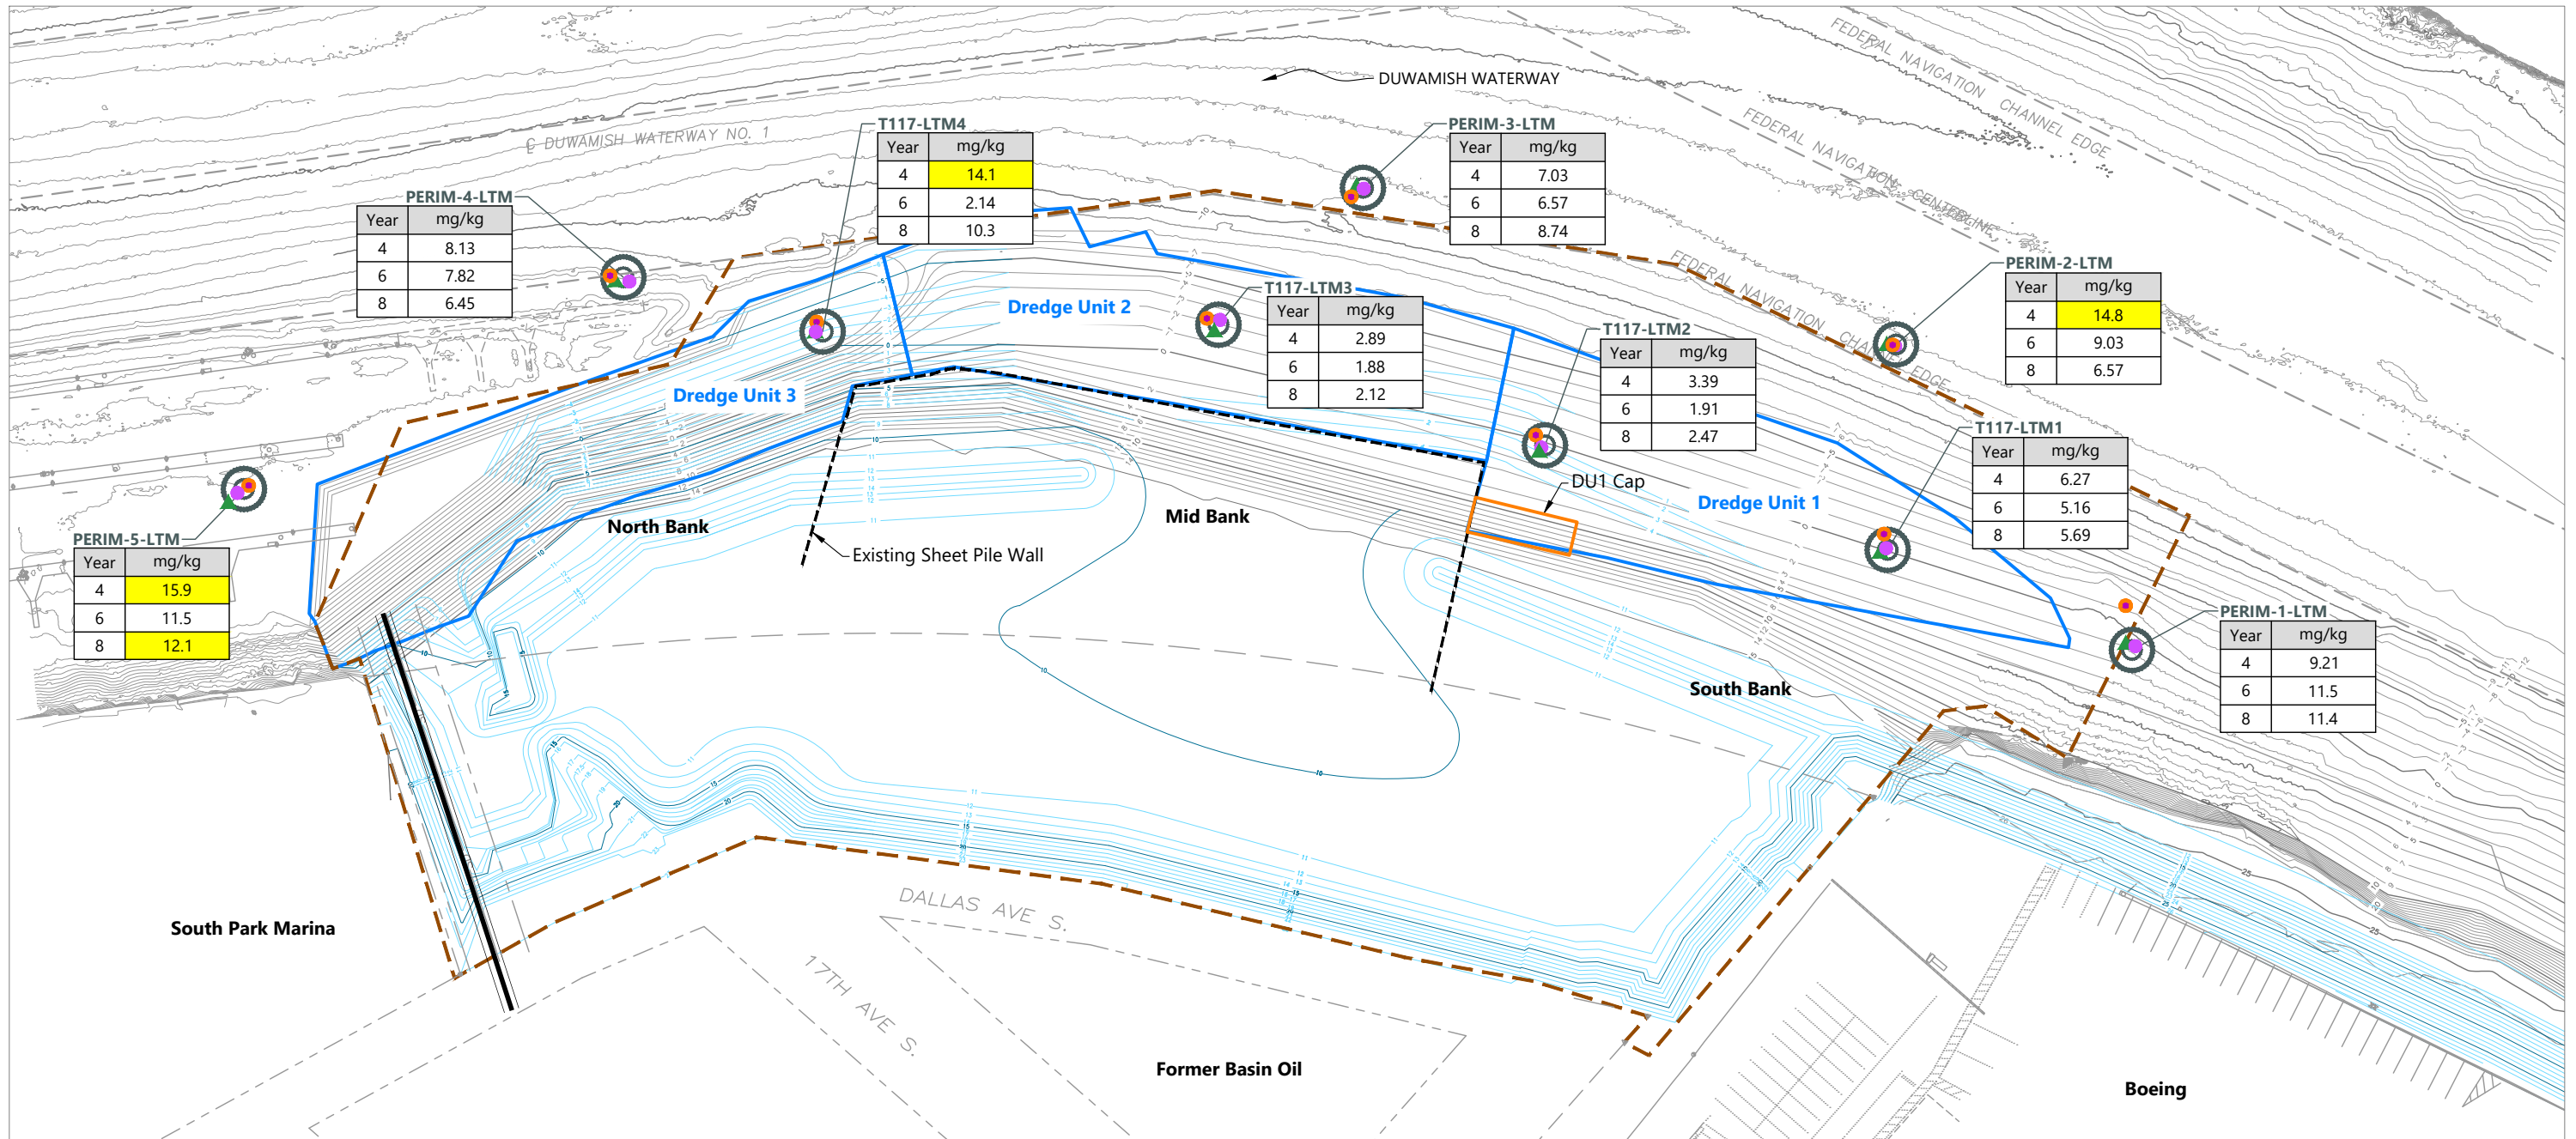 DUWAMISH WATERWAY
FEDERAL NAVIGATION CHANNEL EDGE
FEDERAL NAVIGATION CENTERLINE
℄ DUWAMISH WATERWAY NO. 1
T117-LTM4
Year mg/kg
4 14.1
6 2.14
8 10.3
PERIM-3-LTM
Year mg/kg
4 7.03
6 6.57
8 8.74
PERIM-4-LTM
Year mg/kg
4 8.13
6 7.82
8 6.45
PERIM-2-LTM
Year mg/kg
4 14.8
6 9.03
8 6.57
FEDERAL NAVIGATION CHANNEL EDGE
T117-LTM3
Year mg/kg
4 2.89
6 1.88
8 2.12
Dredge Unit 2
T117-LTM2
Year mg/kg
4 3.39
6 1.91
8 2.47
Dredge Unit 3
T117-LTM1
Year mg/kg
4 6.27
6 5.16
8 5.69
DU1 Cap
Dredge Unit 1
North Bank
Mid Bank
Existing Sheet Pile Wall
PERIM-5-LTM
Year mg/kg
4 15.9
6 11.5
8 12.1
PERIM-1-LTM
Year mg/kg
4 9.21
6 11.5
8 11.4
South Bank
South Park Marina
DALLAS AVE S.
17TH AVE S.
Former Basin Oil
Boeing